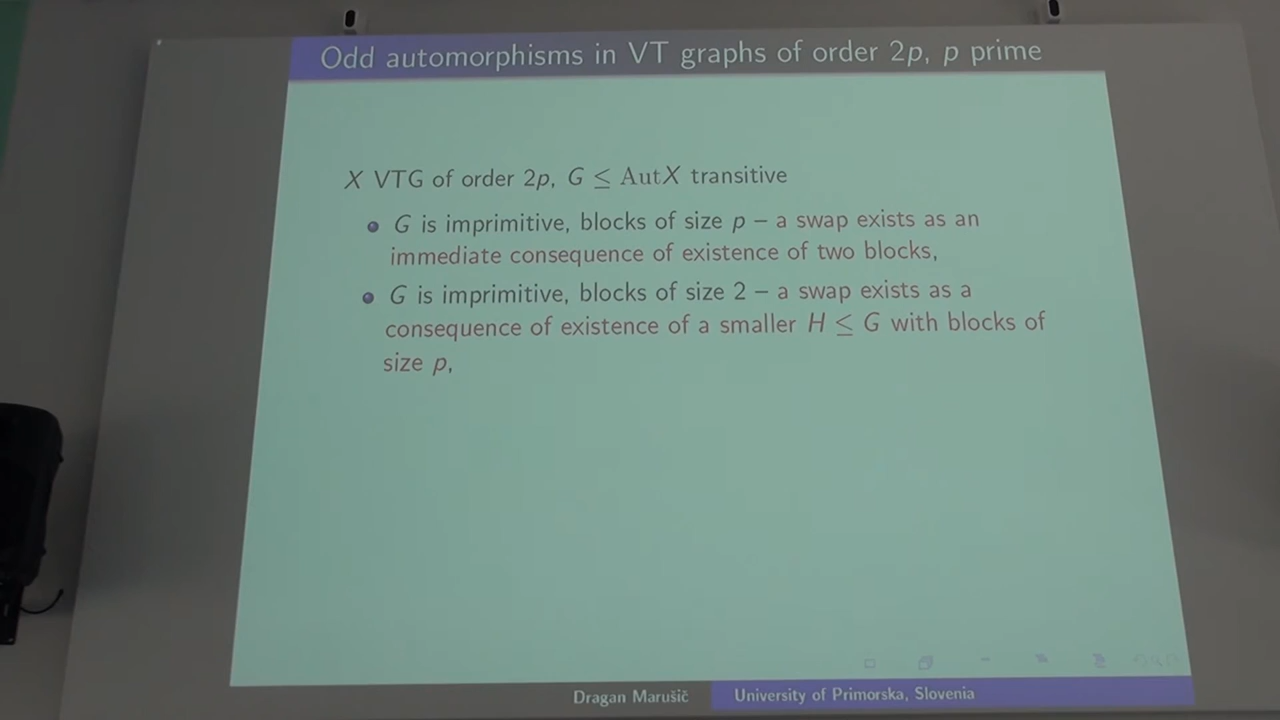 Odd automorphisms in VT graphs of order 2p, p prime
X VTG of order 2p, G ≤ AutX transitive
G is imprimitive, blocks of size p – a swap exists as an
immediate consequence of existence of two blocks,
G is imprimitive, blocks of size 2 – a swap exists as a
consequence of existence of a smaller H ≤ G with blocks of
size p,
Dragan Marušič
University of Primorska, Slovenia